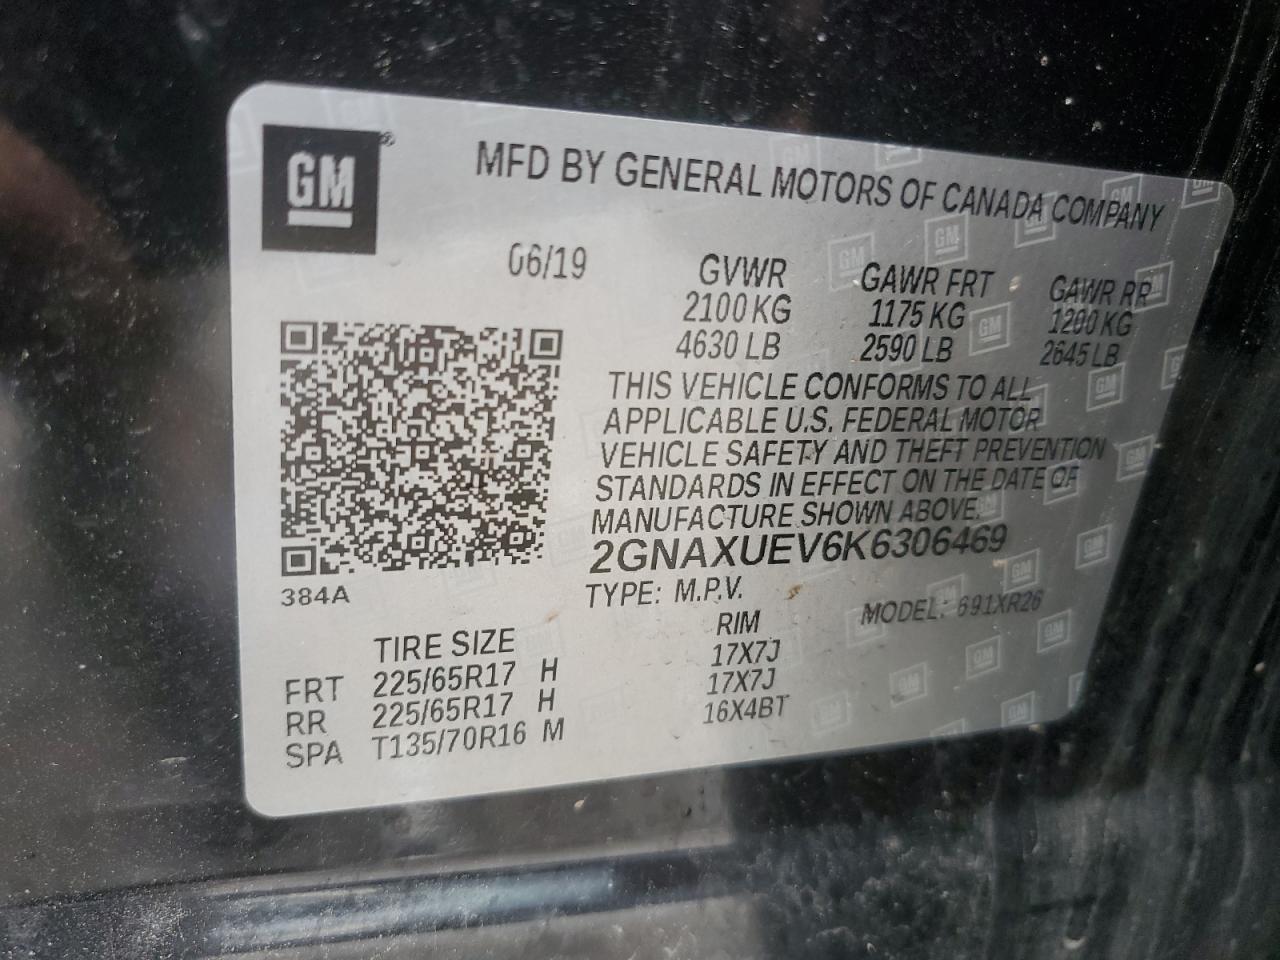 GM®
MFD BY GENERAL MOTORS OF CANADA COMPANY
06/19
GVWR GAWR FRT GAWR RR
2100 KG 1175 KG 1200 KG
4630 LB 2590 LB 2645 LB
THIS VEHICLE CONFORMS TO ALL
APPLICABLE U.S. FEDERAL MOTOR
VEHICLE SAFETY AND THEFT PREVENTION
STANDARDS IN EFFECT ON THE DATE OF
MANUFACTURE SHOWN ABOVE.
2GNAXUEV6K6306469
384A
TYPE: M.P.V. MODEL: 691XR26
TIRE SIZE RIM
FRT 225/65R17 H 17X7J
RR 225/65R17 H 17X7J
SPA T135/70R16 M 16X4BT